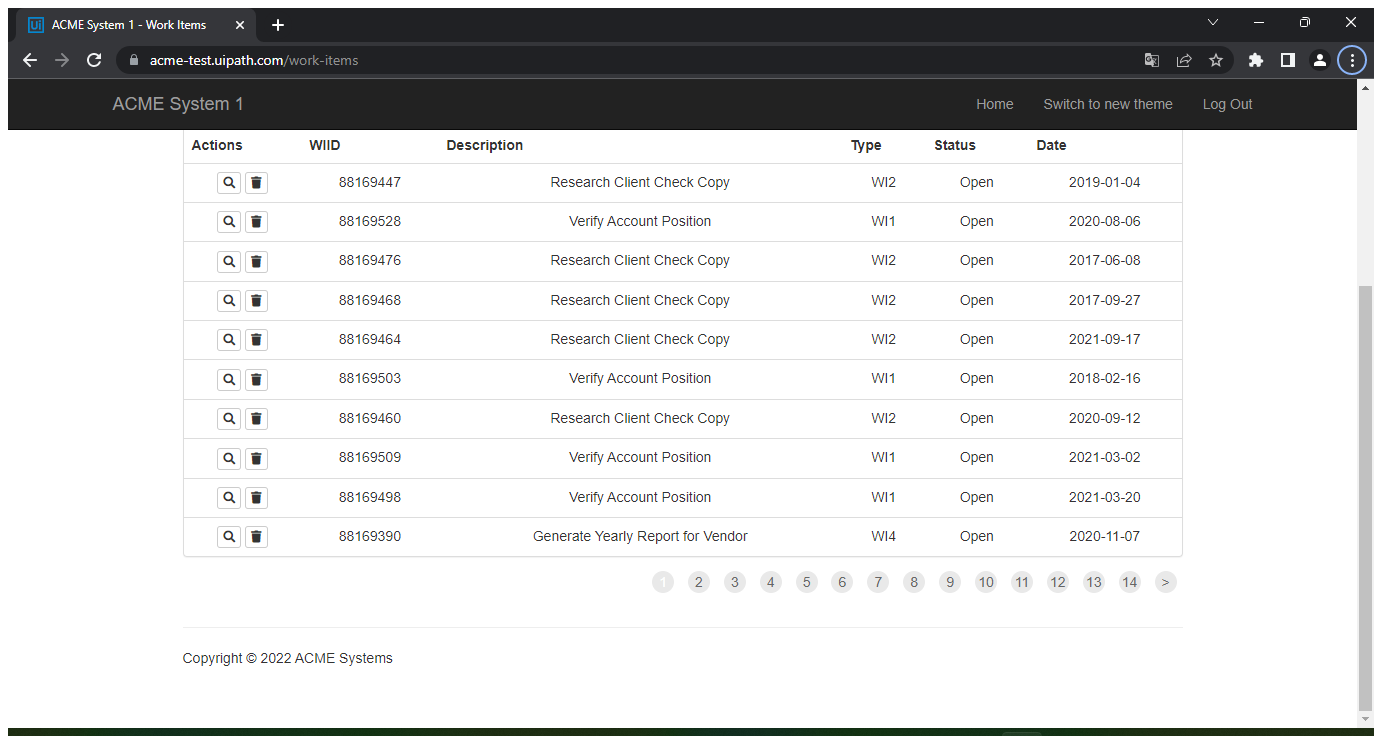 ACME System 1 - Work Items
acme-test.uipath.com/work-items
ACME System 1 Home Switch to new theme Log Out
Actions WIID Description Type Status Date
88169447 Research Client Check Copy WI2 Open 2019-01-04
88169528 Verify Account Position WI1 Open 2020-08-06
88169476 Research Client Check Copy WI2 Open 2017-06-08
88169468 Research Client Check Copy WI2 Open 2017-09-27
88169464 Research Client Check Copy WI2 Open 2021-09-17
88169503 Verify Account Position WI1 Open 2018-02-16
88169460 Research Client Check Copy WI2 Open 2020-09-12
88169509 Verify Account Position WI1 Open 2021-03-02
88169498 Verify Account Position WI1 Open 2021-03-20
88169390 Generate Yearly Report for Vendor WI4 Open 2020-11-07
1 2 3 4 5 6 7 8 9 10 11 12 13 14 >
Copyright © 2022 ACME Systems